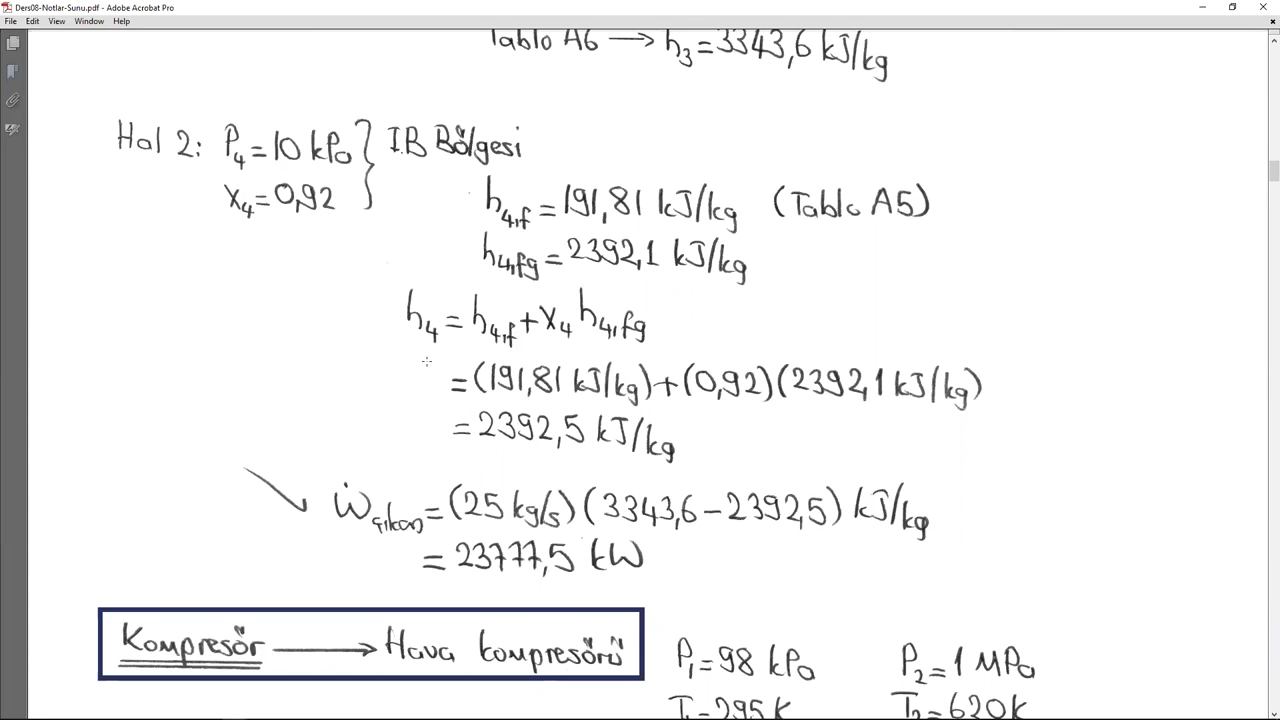 Ders08-Notlar-Sunu.pdf - Adobe Acrobat Pro
File Edit View Window Help
Tablo A6 → h₃ = 3343,6 kJ/kg
Hal 2: P₄ = 10 kPa } I.B Bölgesi
x₄ = 0,92
h₄,f = 191,81 kJ/kg (Tablo A5)
h₄,fg = 2392,1 kJ/kg
h₄ = h₄,f + x₄ h₄,fg
= (191,81 kJ/kg) + (0,92)(2392,1 kJ/kg)
= 2392,5 kJ/kg
Ẇçıkan = (25 kg/s)(3343,6 - 2392,5) kJ/kg
= 23777,5 kW
Kompresör → Hava kompresörü
P₁ = 98 kPa P₂ = 1 MPa
T₁ = 295 K T₂ = 620 K